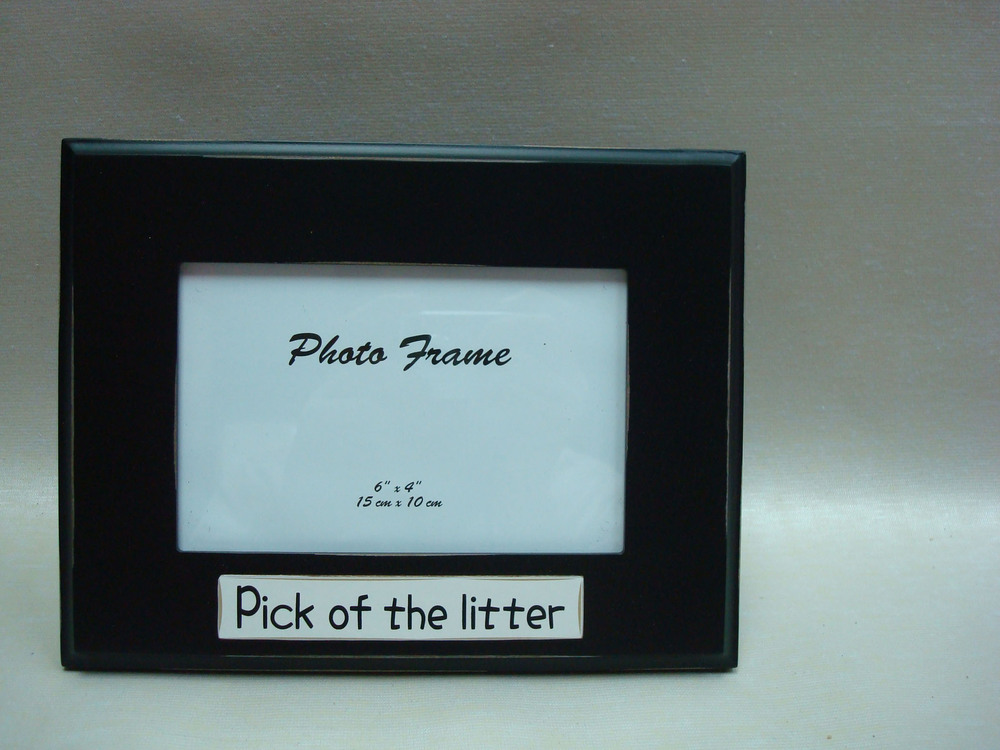 Photo Frame
6" x 4"
15 cm x 10 cm
Pick of the litter